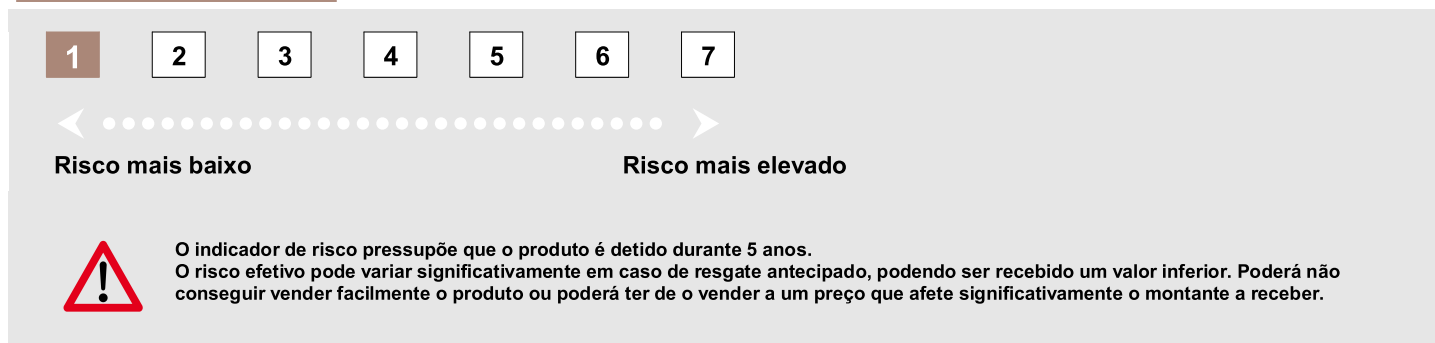 1 2 3 4 5 6 7
Risco mais baixo Risco mais elevado
O indicador de risco pressupõe que o produto é detido durante 5 anos.
O risco efetivo pode variar significativamente em caso de resgate antecipado, podendo ser recebido um valor inferior. Poderá não
conseguir vender facilmente o produto ou poderá ter de o vender a um preço que afete significativamente o montante a receber.